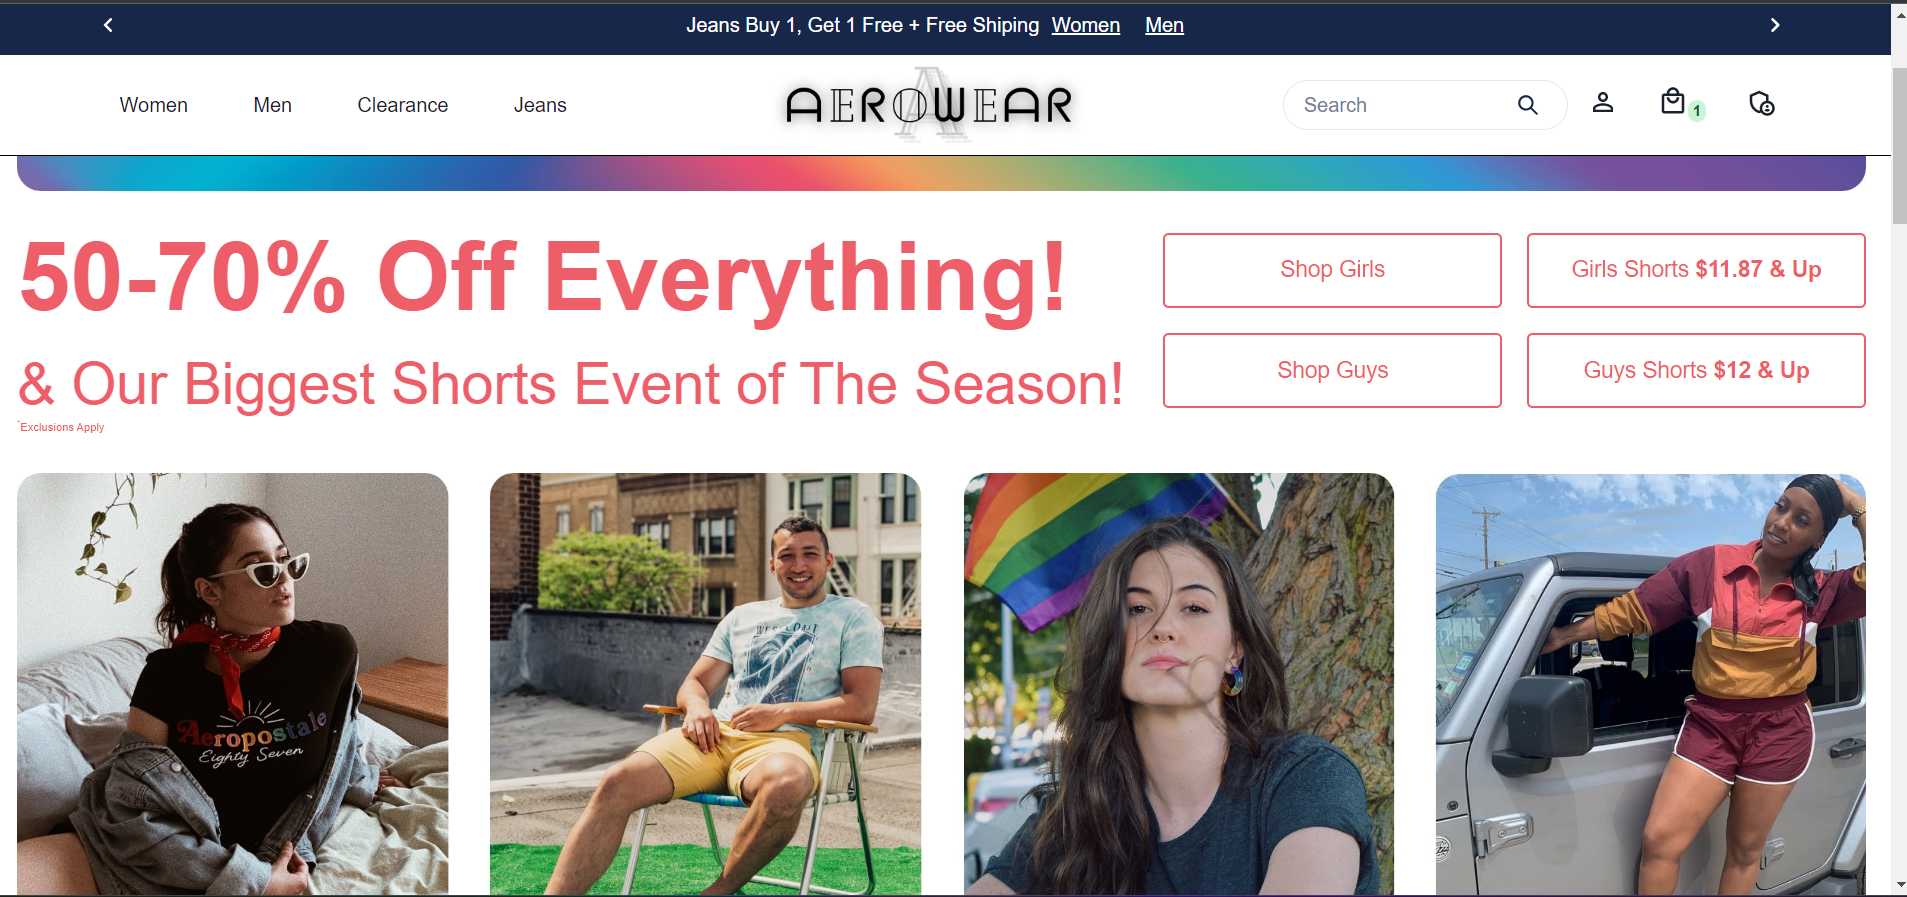 Jeans Buy 1, Get 1 Free + Free Shiping Women Men
Women Men Clearance Jeans
AEROWEAR
Search
1
50-70% Off Everything!
& Our Biggest Shorts Event of The Season!
*Exclusions Apply
Shop Girls
Girls Shorts $11.87 & Up
Shop Guys
Guys Shorts $12 & Up
Aeropostale
Eighty Seven
WEST COAST